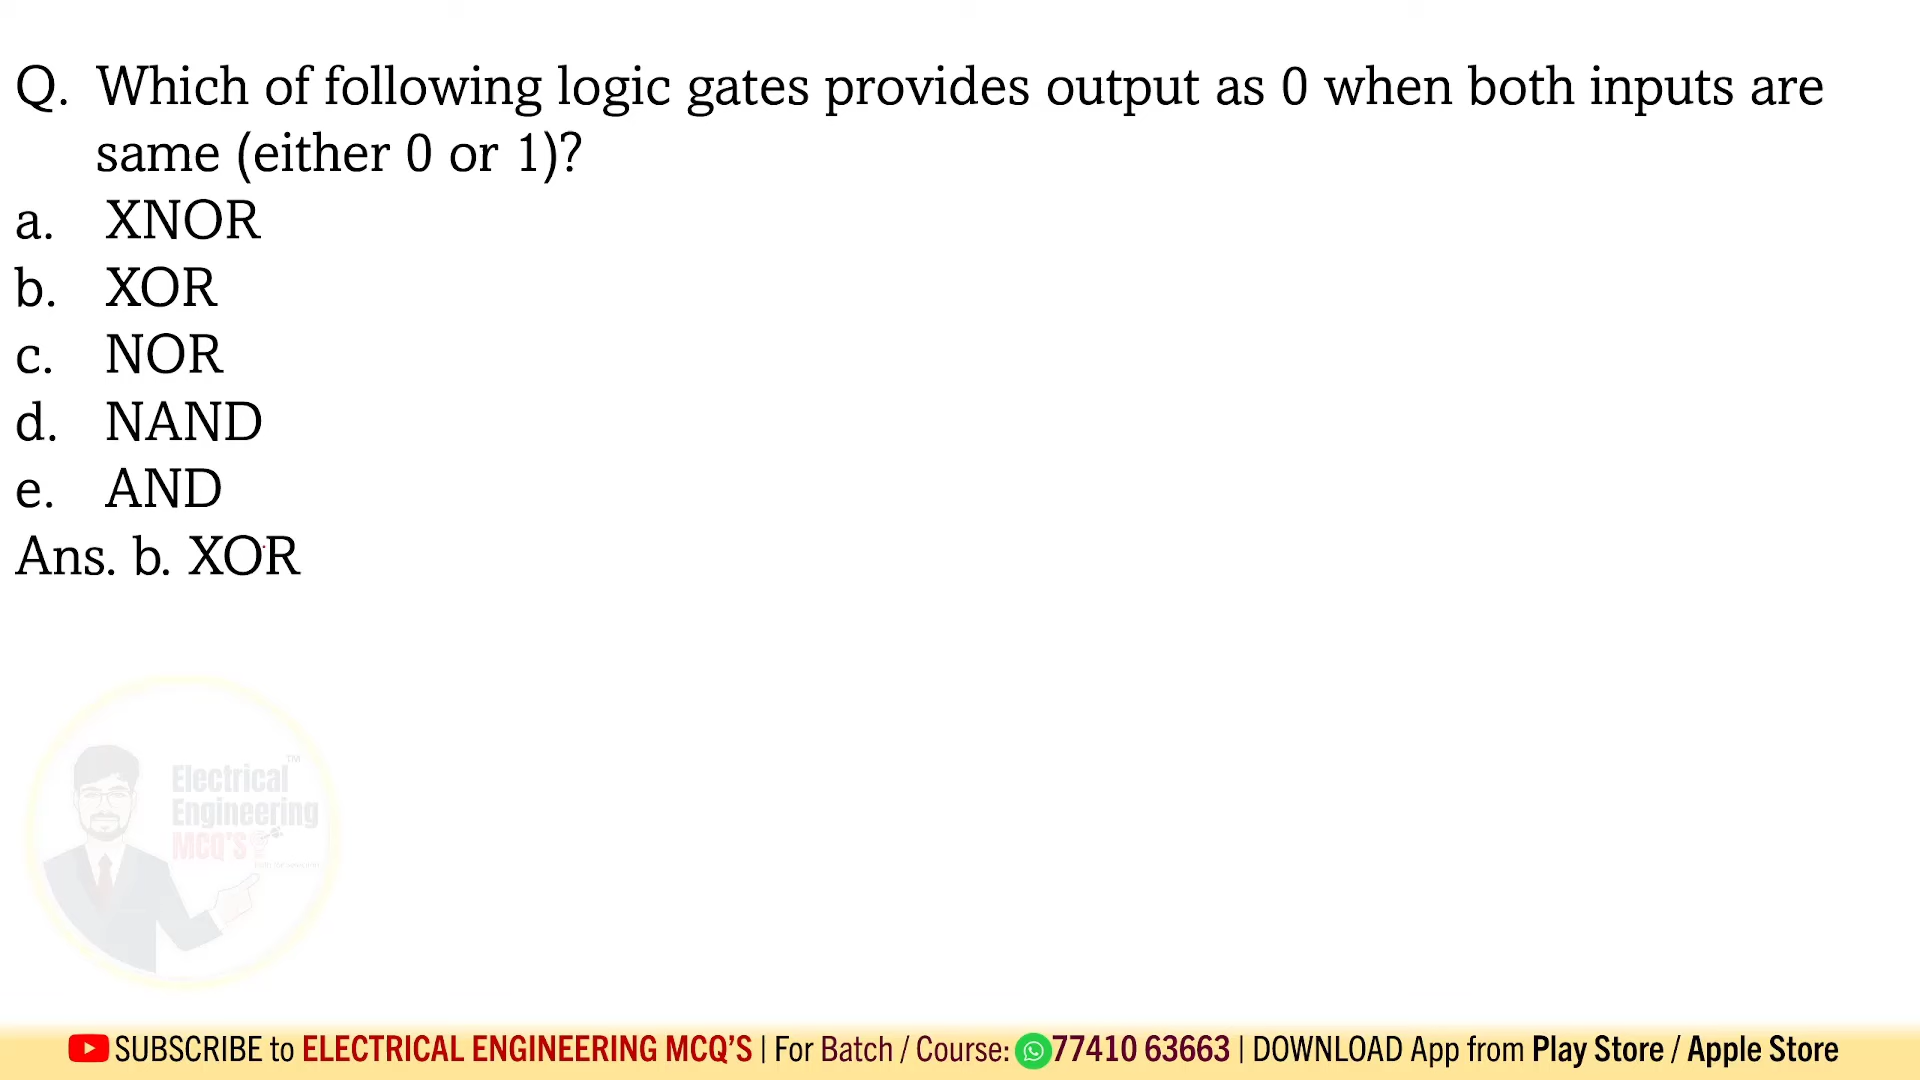 Q. Which of following logic gates provides output as 0 when both inputs are
same (either 0 or 1)?
a. XNOR
b. XOR
c. NOR
d. NAND
e. AND
Ans. b. XOR
Electrical™
Engineering
MCQ'S
SUBSCRIBE to ELECTRICAL ENGINEERING MCQ'S | For Batch / Course: 77410 63663 | DOWNLOAD App from Play Store / Apple Store